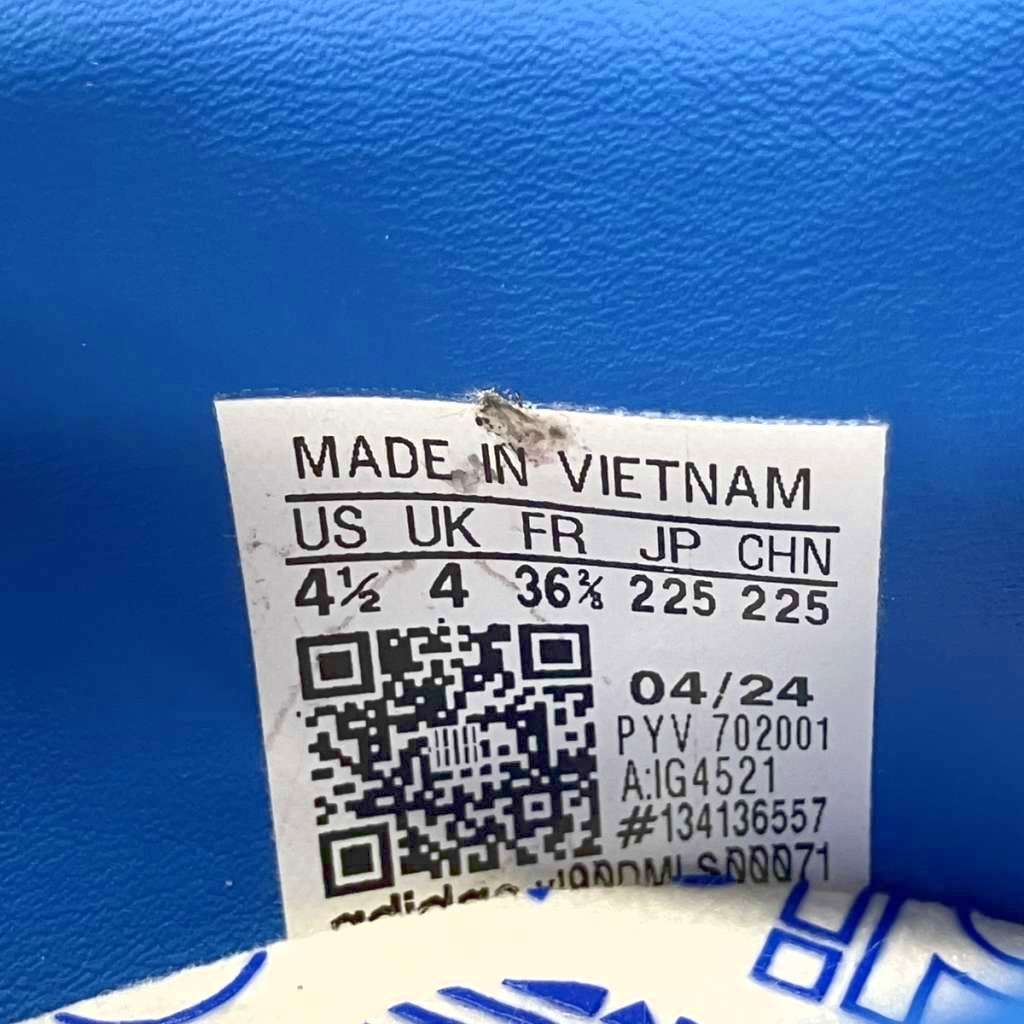 MADE IN VIETNAM
US UK FR JP CHN
4½ 4 36⅔ 225 225
04/24
PYV 702001
A:IG4521
#134136557
adidas